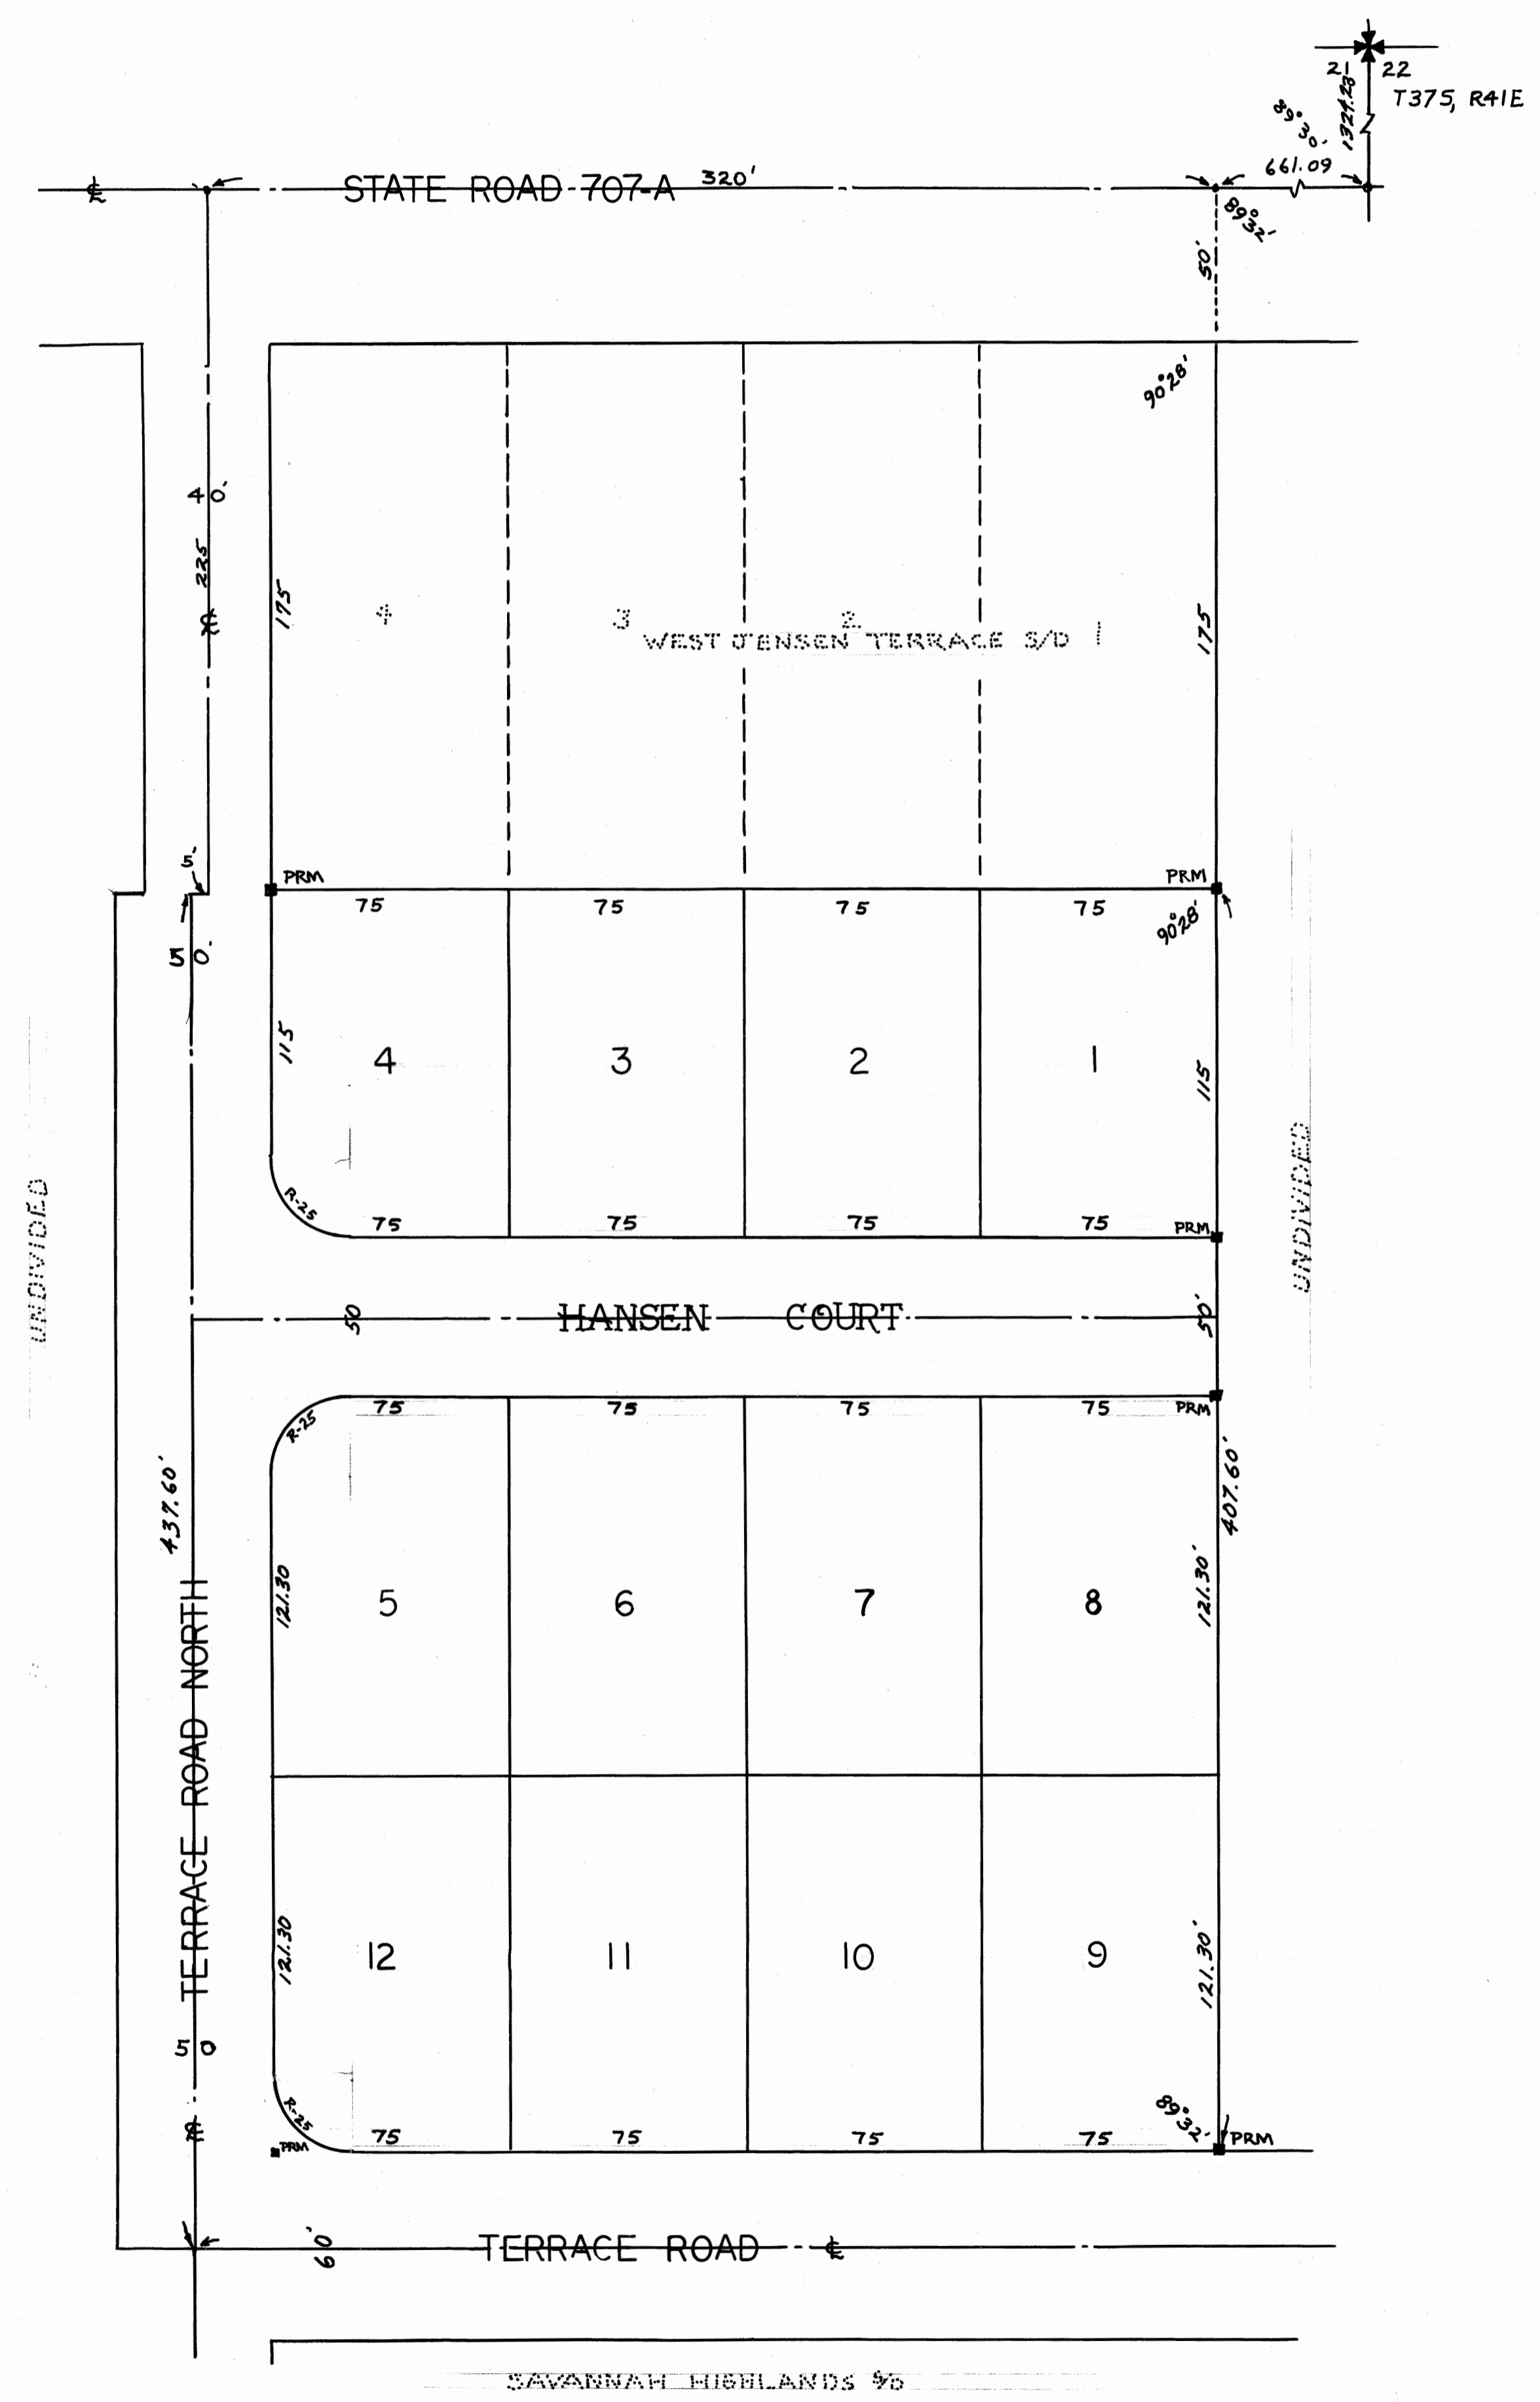 21 22
T37S, R41E
1324.23
89°30'
661.09
℄ STATE ROAD 707-A 320'
89°32'
50'
90°28'
40'
225
℄
175
4 3 2 1
WEST JENSEN TERRACE S/D
175
5'
PRM PRM
75 75 75 75
90°28'
50'
115
4 3 2 1
115
R-25
75 75 75 75 PRM
UNDIVIDED
UNDIVIDED
50 HANSEN COURT 50'
R-25
75 75 75 75 PRM
437.60'
407.60'
121.30
5 6 7 8
121.30'
TERRACE ROAD NORTH
121.30
12 11 10 9
121.30'
50
℄
R-25
PRM
75 75 75 75
89°32'
PRM
60' TERRACE ROAD ℄
SAVANNAH HIGHLANDS S/D